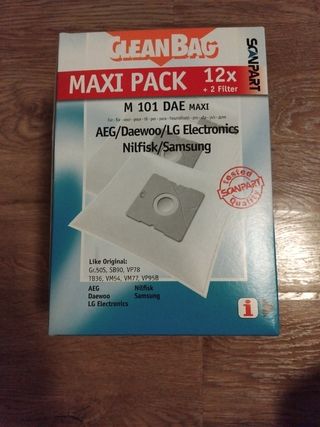 CLEANBAG
SCANPART
MAXI PACK 12x
+ 2 Filter
M 101 DAE MAXI
AEG/Daewoo/LG Electronics
Nilfisk/Samsung
tested
SCANPART
Quality
Like Original:
Gr.50S, SB90, VP78
TB36, VM54, VM77, VP95B
AEG
Daewoo
LG Electronics
Nilfisk
Samsung
i